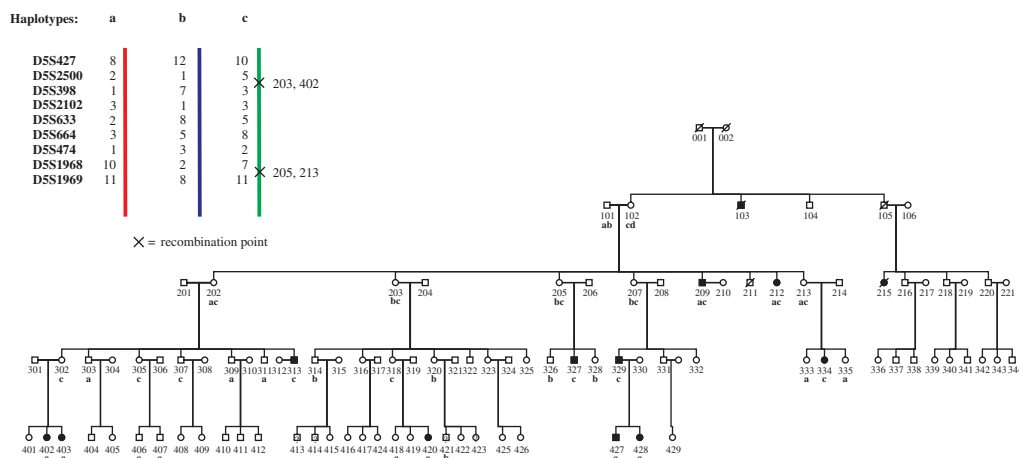 Haplotypes: a b c
D5S427 8 12 10
D5S2500 2 1 5
203, 402
D5S398 1 7 3
D5S2102 3 1 3
D5S633 2 8 5
D5S664 3 5 8
D5S474 1 3 2
D5S1968 10 2 7
205, 213
D5S1969 11 8 11
= recombination point
001 002
101 102 103 104 105 106
ab cd
201 202 203 204 205 206 207 208 209 210 211 212 213 214 215 216 217 218 219 220 221
ac bc bc bc ac ac ac
301 302 303 304 305 306 307 308 309 310 311 312 313 314 315 316 317 318 319 320 321 322 323 324 325 326 327 328 329 330 331 332 333 334 335 336 337 338 339 340 341 342 343 344
c a c c a a c b c b b c b c a c a
401 402 403 404 405 406 407 408 409 410 411 412 413 414 415 416 417 424 418 419 420 421 422 423 425 426 427 428 429